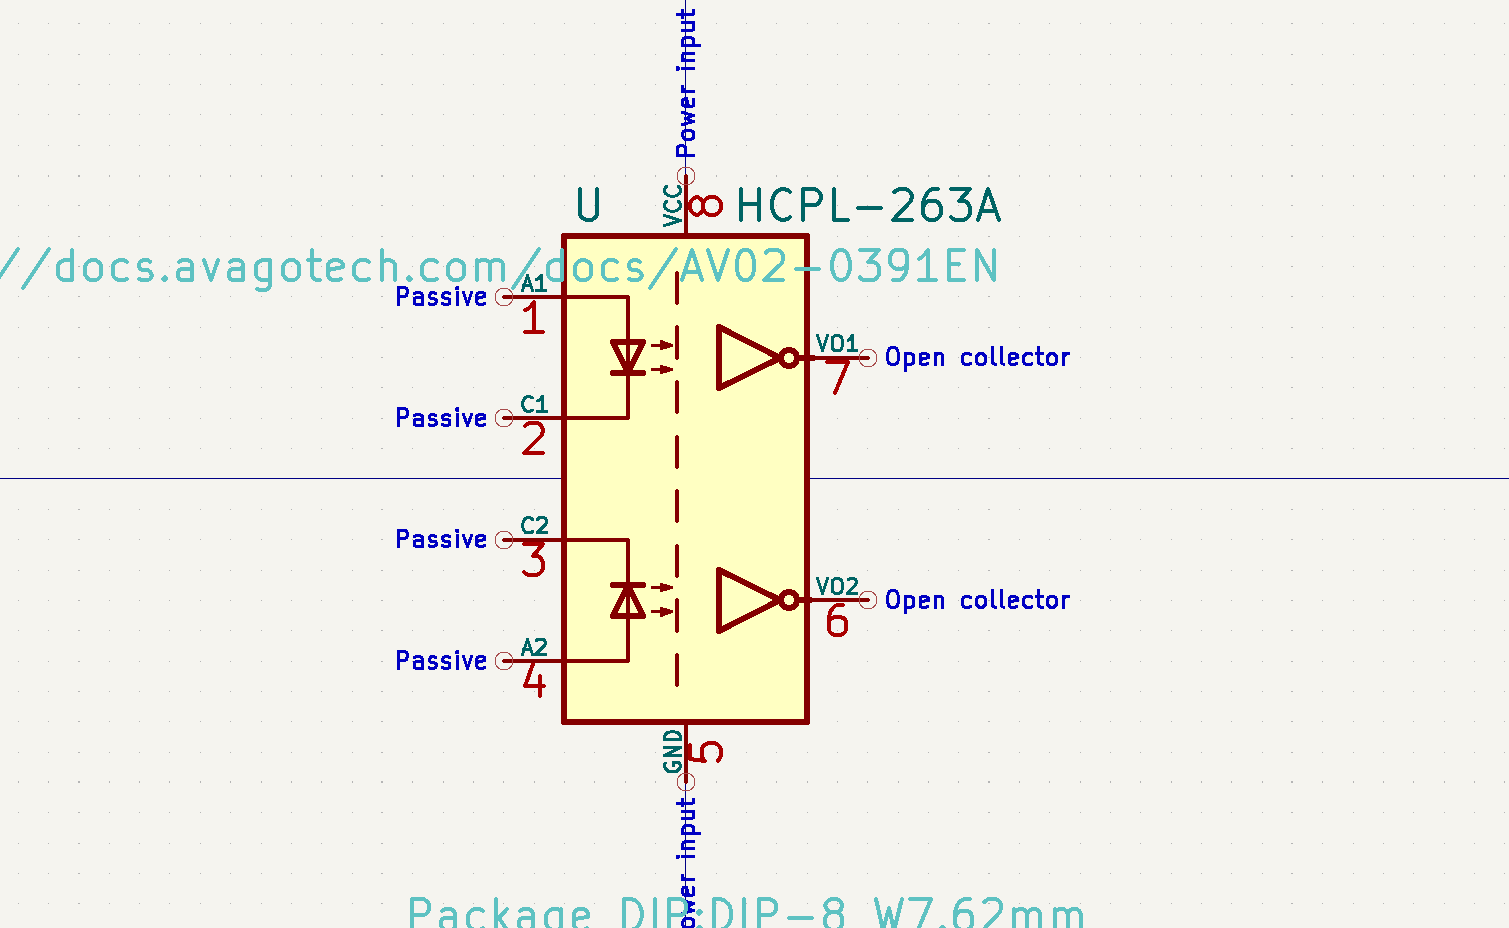 Power input
VCC
8
U
HCPL-263A
//docs.avagotech.com/docs/AV02-0391EN
Passive
A1
1
VO1
7
Open collector
Passive
C1
2
Passive
C2
3
VO2
6
Open collector
Passive
A2
4
GND
5
Power input
Package_DIP:DIP-8_W7.62mm